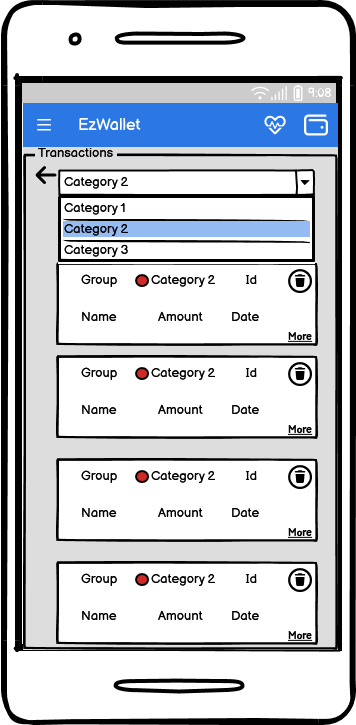 9:08
EzWallet
Transactions
Category 2
Category 1
Category 2
Category 3
Group Category 2 Id
Name Amount Date
More
Group Category 2 Id
Name Amount Date
More
Group Category 2 Id
Name Amount Date
More
Group Category 2 Id
Name Amount Date
More